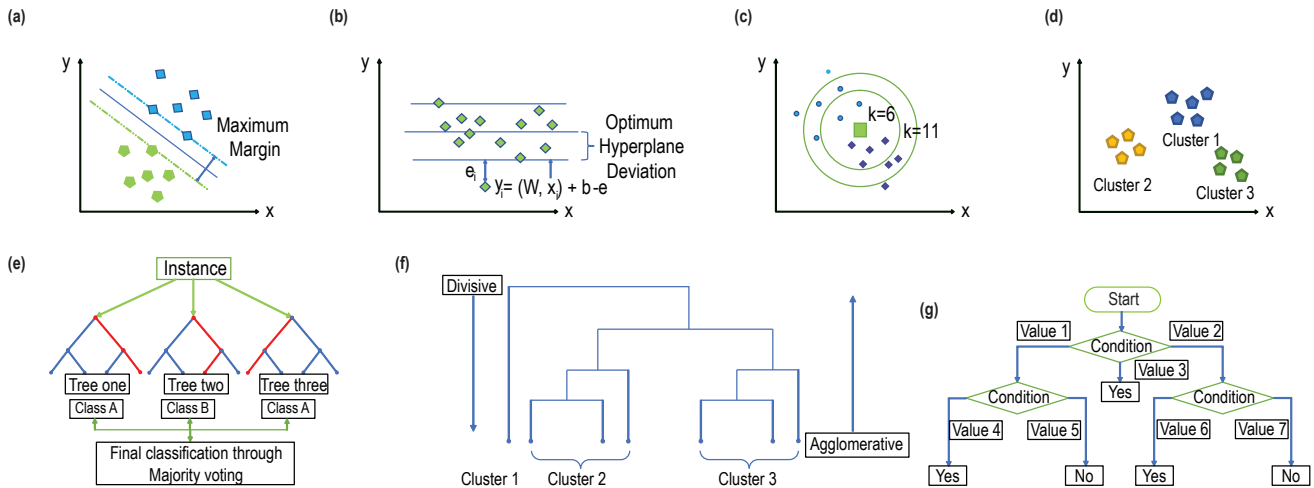 (a)
y
Maximum
Margin
x
(b)
y
Optimum
Hyperplane
Deviation
e_i
y_i= (W, x_i) + b -e
x
(c)
y
k=6
k=11
x
(d)
y
Cluster 1
Cluster 2
Cluster 3
x
(e)
Instance
Tree one
Tree two
Tree three
Class A
Class B
Class A
Final classification through
Majority voting
(f)
Divisive
Agglomerative
Cluster 1
Cluster 2
Cluster 3
(g)
Start
Value 1
Value 2
Condition
Value 3
Yes
Condition
Condition
Value 4
Value 5
Value 6
Value 7
Yes
No
Yes
No